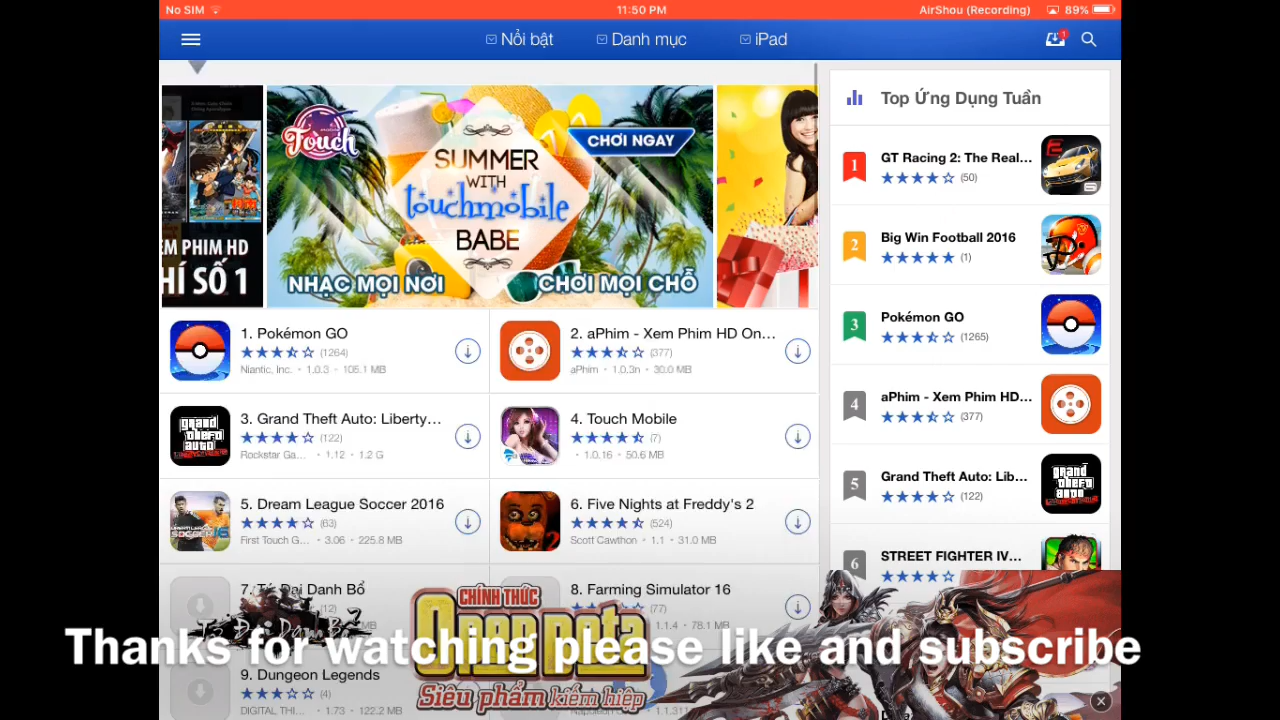 No SIM
11:50 PM
AirShou (Recording)
89%
Nổi bật
Danh mục
iPad
1
EM PHIM HD
HÍ SỐ 1
Touch
SUMMER
WITH
touchmobile
BABE
CHƠI NGAY
NHẠC MỌI NƠI
CHƠI MỌI CHỖ
1. Pokémon GO
(1264)
Niantic, Inc. • 1.0.3 • 105.1 MB
2. aPhim - Xem Phim HD On...
(377)
aPhim • 1.0.3n • 30.0 MB
3. Grand Theft Auto: Liberty...
(122)
Rockstar Ga... • 1.12 • 1.2 G
4. Touch Mobile
(7)
• 1.0.16 • 50.6 MB
5. Dream League Soccer 2016
(63)
First Touch G... • 3.06 • 225.8 MB
6. Five Nights at Freddy's 2
(524)
Scott Cawthon • 1.1 • 31.0 MB
7. Tứ Đại Danh Bổ
(12)
8. Farming Simulator 16
(77)
1.1.4 • 78.1 MB
9. Dungeon Legends
(4)
DIGITAL THI... • 1.73 • 122.2 MB
Top Ứng Dụng Tuần
1
GT Racing 2: The Real...
(50)
2
Big Win Football 2016
(1)
3
Pokémon GO
(1265)
4
aPhim - Xem Phim HD...
(377)
5
Grand Theft Auto: Lib...
(122)
6
STREET FIGHTER IV...
grand
theft
auto
CHÍNH THỨC
Open beta
Siêu phẩm kiếm hiệp
Thanks for watching please like and subscribe